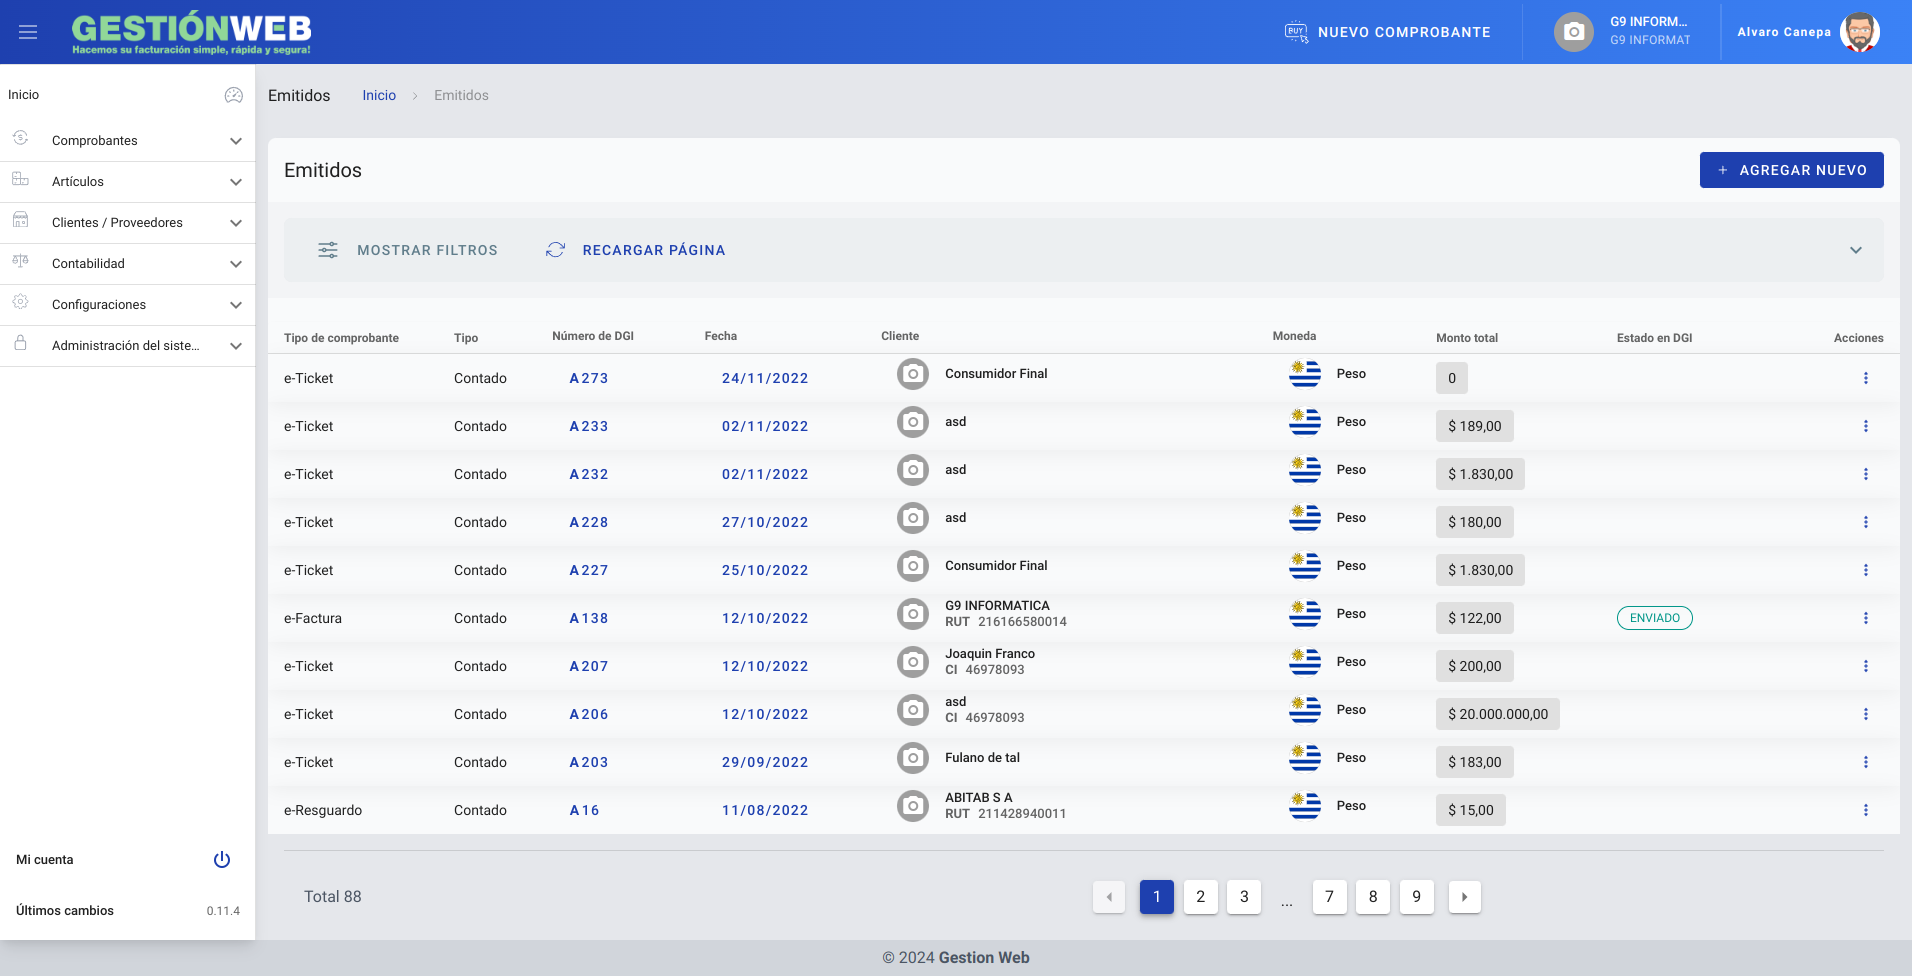 GESTIÓNWEB
Hacemos su facturación simple, rápida y segura!
BUY
NUEVO COMPROBANTE
G9 INFORM...
G9 INFORMAT
Alvaro Canepa
Inicio
Comprobantes
Artículos
Clientes / Proveedores
Contabilidad
Configuraciones
Administración del siste...
Mi cuenta
Últimos cambios 0.11.4
Emitidos Inicio > Emitidos
Emitidos
+ AGREGAR NUEVO
MOSTRAR FILTROS RECARGAR PÁGINA
Tipo de comprobante Tipo Número de DGI Fecha Cliente Moneda Monto total Estado en DGI Acciones
e-Ticket Contado A 273 24/11/2022 Consumidor Final Peso 0
e-Ticket Contado A 233 02/11/2022 asd Peso $ 189,00
e-Ticket Contado A 232 02/11/2022 asd Peso $ 1.830,00
e-Ticket Contado A 228 27/10/2022 asd Peso $ 180,00
e-Ticket Contado A 227 25/10/2022 Consumidor Final Peso $ 1.830,00
e-Factura Contado A 138 12/10/2022 G9 INFORMATICA Peso $ 122,00 ENVIADO
RUT 216166580014
e-Ticket Contado A 207 12/10/2022 Joaquin Franco Peso $ 200,00
CI 46978093
e-Ticket Contado A 206 12/10/2022 asd Peso $ 20.000.000,00
CI 46978093
e-Ticket Contado A 203 29/09/2022 Fulano de tal Peso $ 183,00
e-Resguardo Contado A 16 11/08/2022 ABITAB S A Peso $ 15,00
RUT 211428940011
Total 88
1 2 3 ... 7 8 9
© 2024 Gestion Web